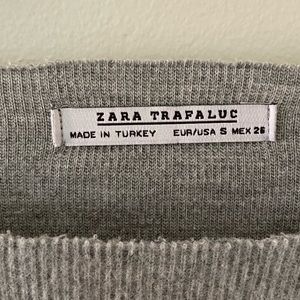 ZARA TRAFALUC
MADE IN TURKEY EUR/USA S MEX 26